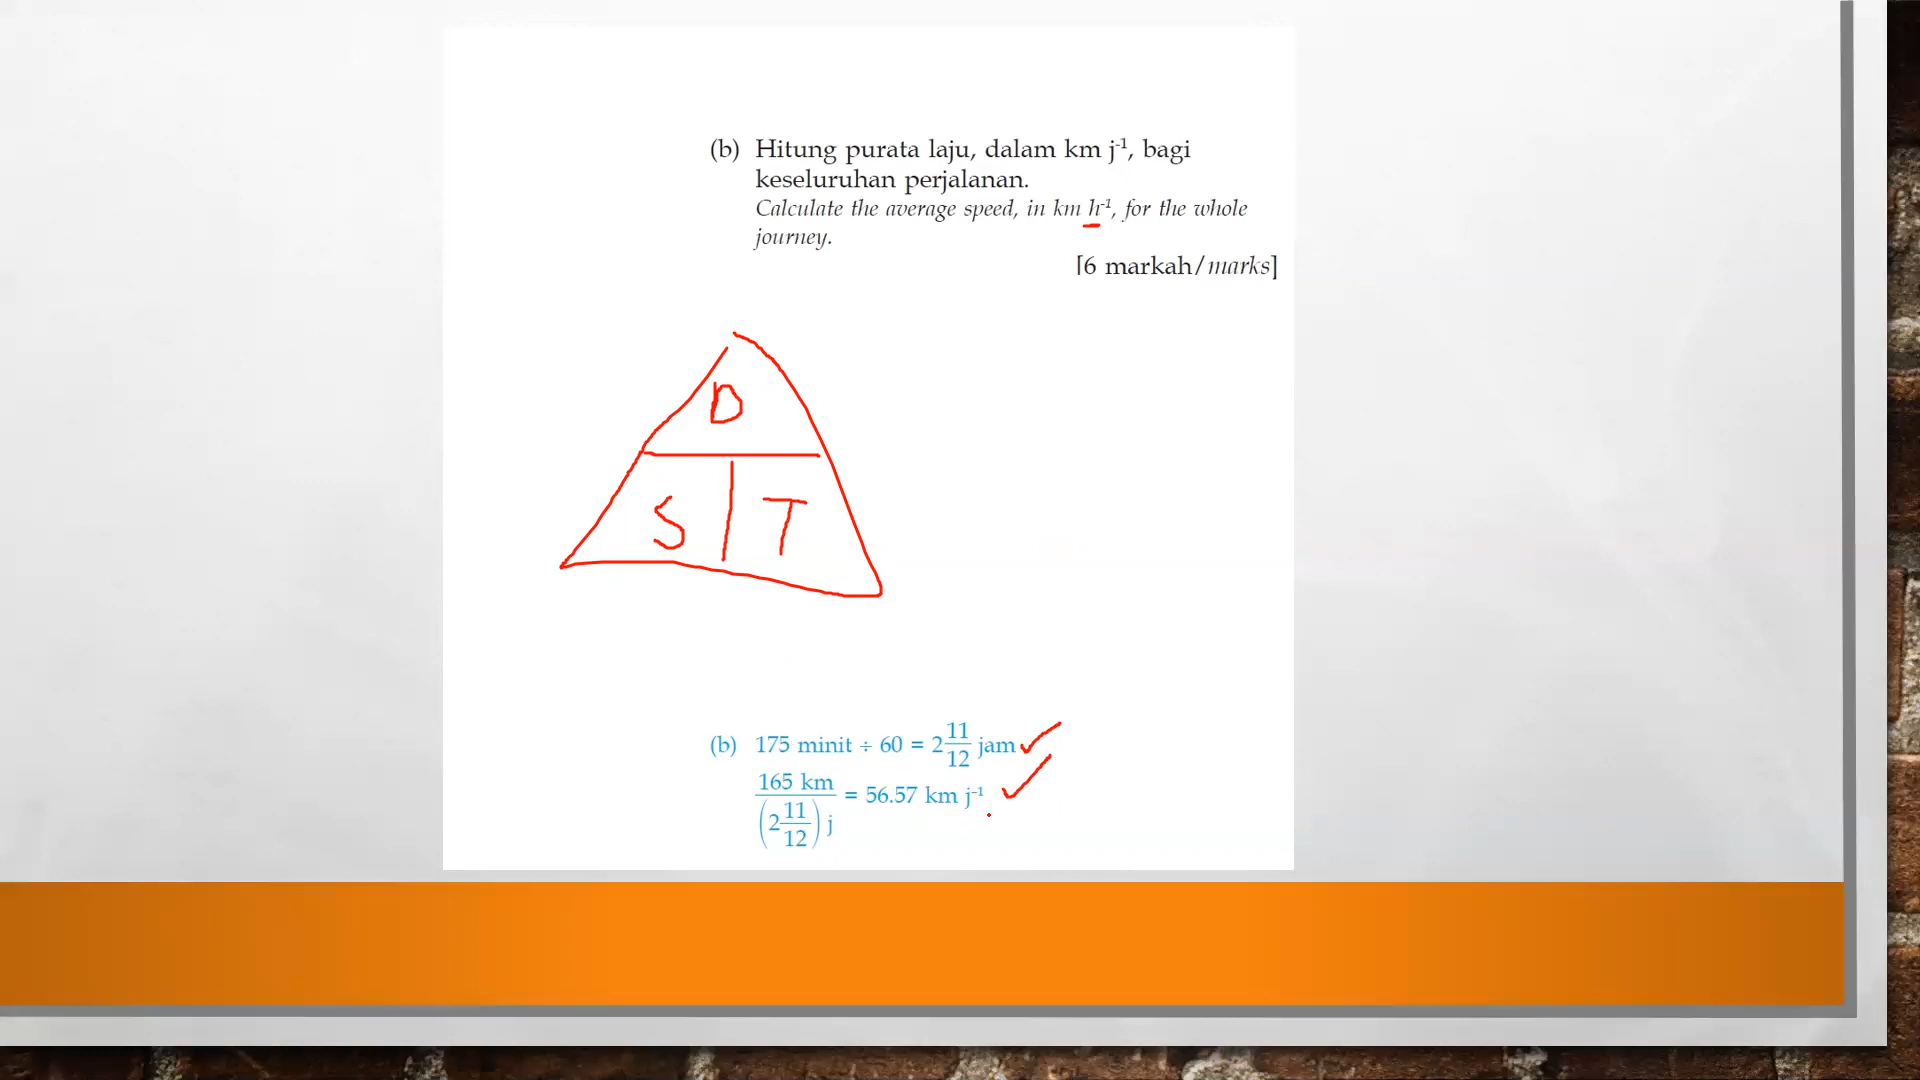 (b) Hitung purata laju, dalam km j⁻¹, bagi
keseluruhan perjalanan.
Calculate the average speed, in km h⁻¹, for the whole
journey.
[6 markah/marks]
D
S T
(b) 175 minit ÷ 60 = 2 11/12 jam
165 km / (2 11/12) j = 56.57 km j⁻¹